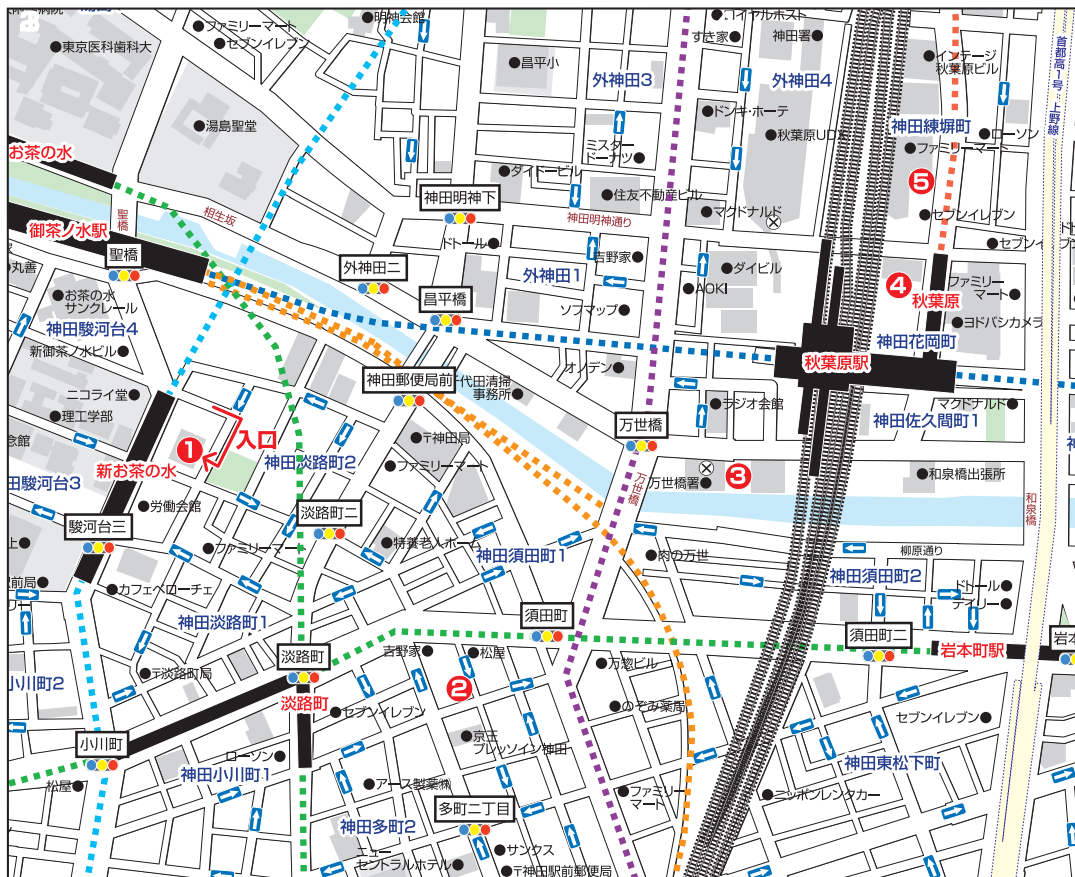 ファミリーマート
セブンイレブン
明神会館
ロイヤルホスト
すき家
神田署
東京医科歯科大
昌平小
外神田3
外神田4
インテージ
秋葉原ビル
首都高1号 上野線
湯島聖堂
ドンキ・ホーテ
秋葉原UDX
神田練塀町
ローソン
ファミリーマート
お茶の水
ミスター
ドーナツ
ダイドービル
住友不動産ビル
5
神田明神下
マクドナルド
セブンイレブン
聖橋
相生坂
神田明神通り
御茶ノ水駅
ドトール
吉野家
聖橋
丸善
外神田二
外神田1
ダイビル
4
ファミリー
マート
お茶の水
サンクレール
昌平橋
ソフマップ
AOKI
秋葉原
ヨドバシカメラ
神田駿河台4
神田花岡町
新御茶ノ水ビル
秋葉原駅
神田郵便局前
千代田清掃
事務所
オノデン
ニコライ堂
理工学部
ラジオ会館
マクドナルド
神田佐久間町1
入口
1
万世橋
〒神田局
会館
新お茶の水
神田淡路町2
ファミリーマート
万世橋署
3
和泉橋出張所
田駿河台3
万世橋
和泉橋
労働会館
淡路町二
駿河台三
ファミリーマート
特養老人ホーム
神田須田町1
肉の万世
柳原通り
神田須田町2
カフェベローチェ
ドトール
デイリー
神田淡路町1
須田町
須田町二
岩本町駅
淡路町
吉野家
松屋
万惣ビル
〒淡路町局
小川町2
2
淡路町
セブンイレブン
のぞみ薬局
セブンイレブン
小川町
ローソン
京王
プレッソイン神田
神田東松下町
神田小川町1
松屋
アース製薬㈱
ファミリー
マート
ニッポンレンタカー
多町二丁目
神田多町2
ニュー
セントラルホテル
サンクス
〒神田駅前郵便局